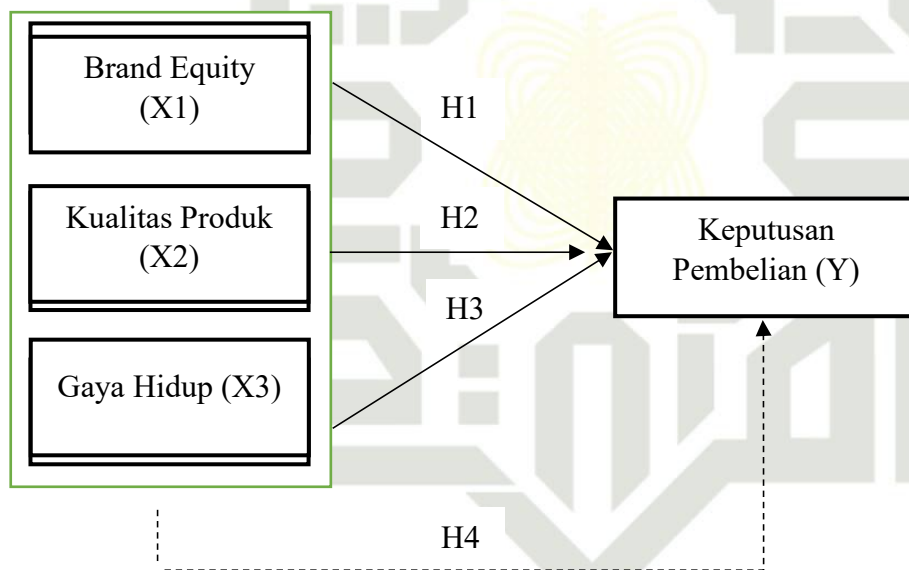 Brand Equity
(X1)
H1
Kualitas Produk
(X2)
H2
Keputusan
Pembelian (Y)
H3
Gaya Hidup (X3)
H4